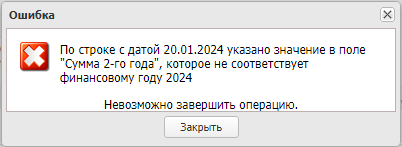 Ошибка
По строке с датой 20.01.2024 указано значение в поле
"Сумма 2-го года", которое не соответствует
финансовому году 2024
Невозможно завершить операцию.
Закрыть